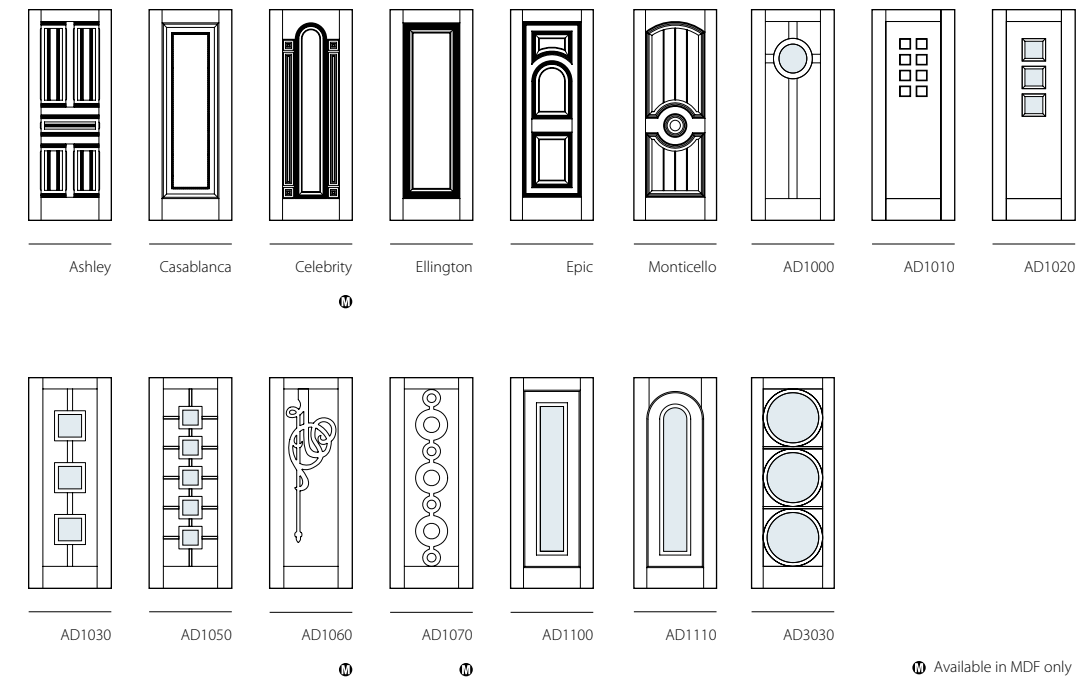 Ashley Casablanca Celebrity Ellington Epic Monticello AD1000 AD1010 AD1020
M
AD1030 AD1050 AD1060 AD1070 AD1100 AD1110 AD3030
M M
M Available in MDF only